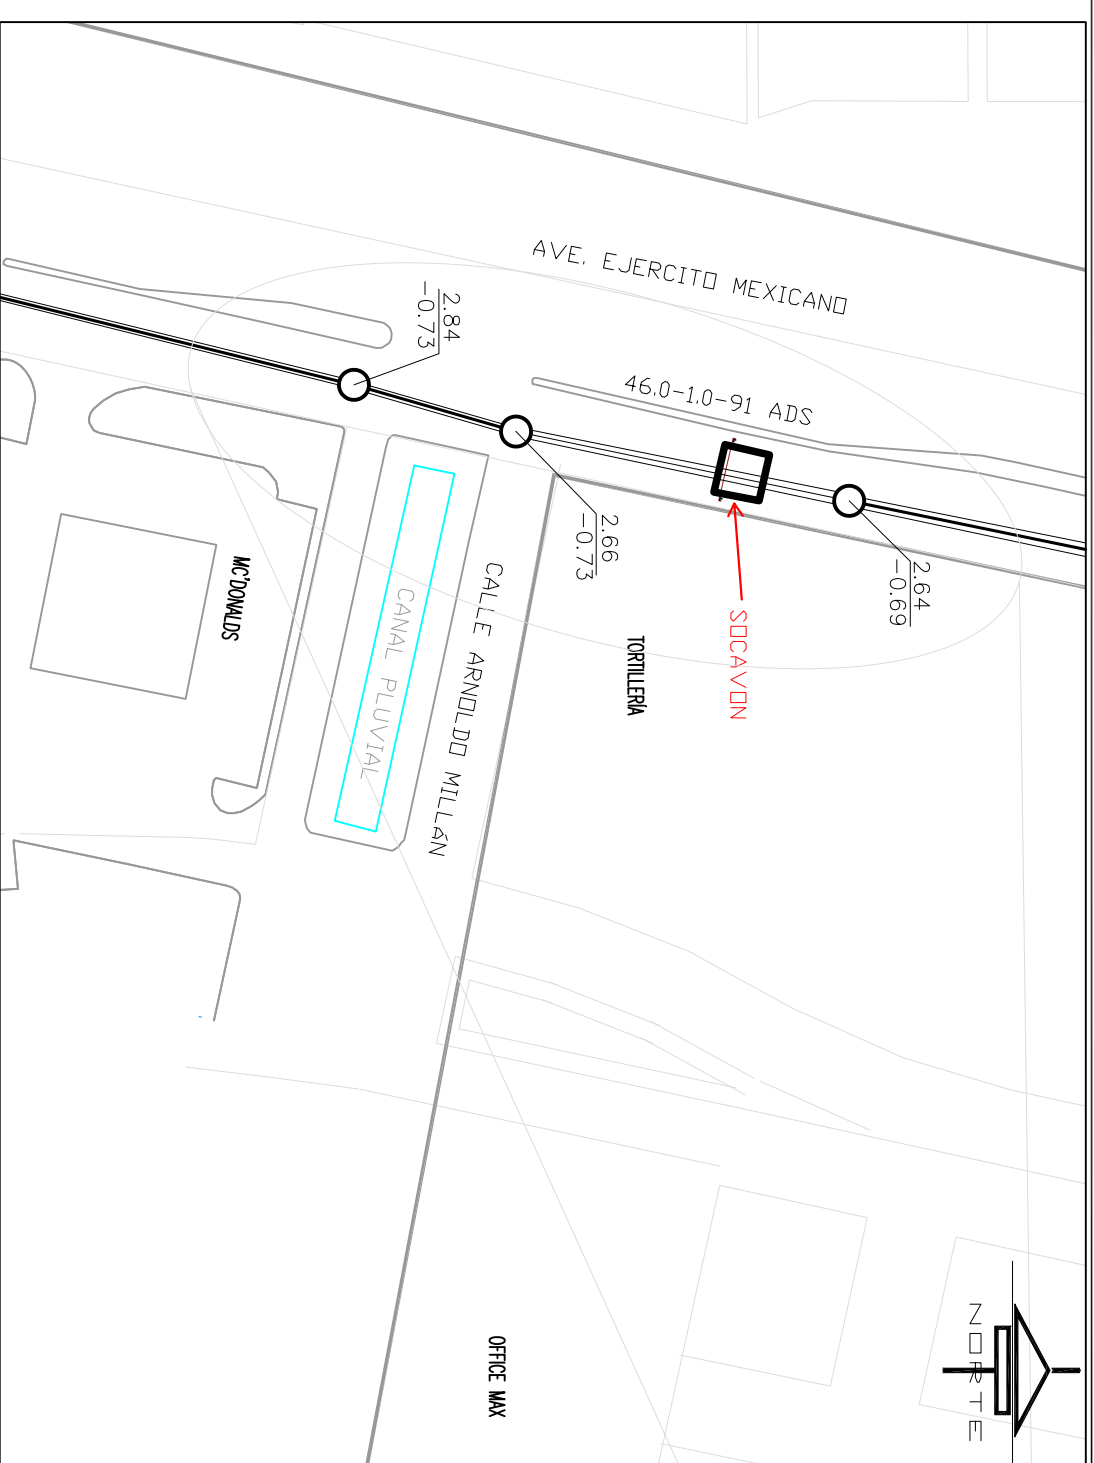 AVE. EJERCITO MEXICANO
2.84
-0.73
46.0-1.0-91 ADS
2.66
-0.73
2.64
-0.69
SOCAVON
TORTILLERÍA
MC'DONALDS
CANAL PLUVIAL
CALLE ARNOLDO MILLÁN
OFFICE MAX
NORTE